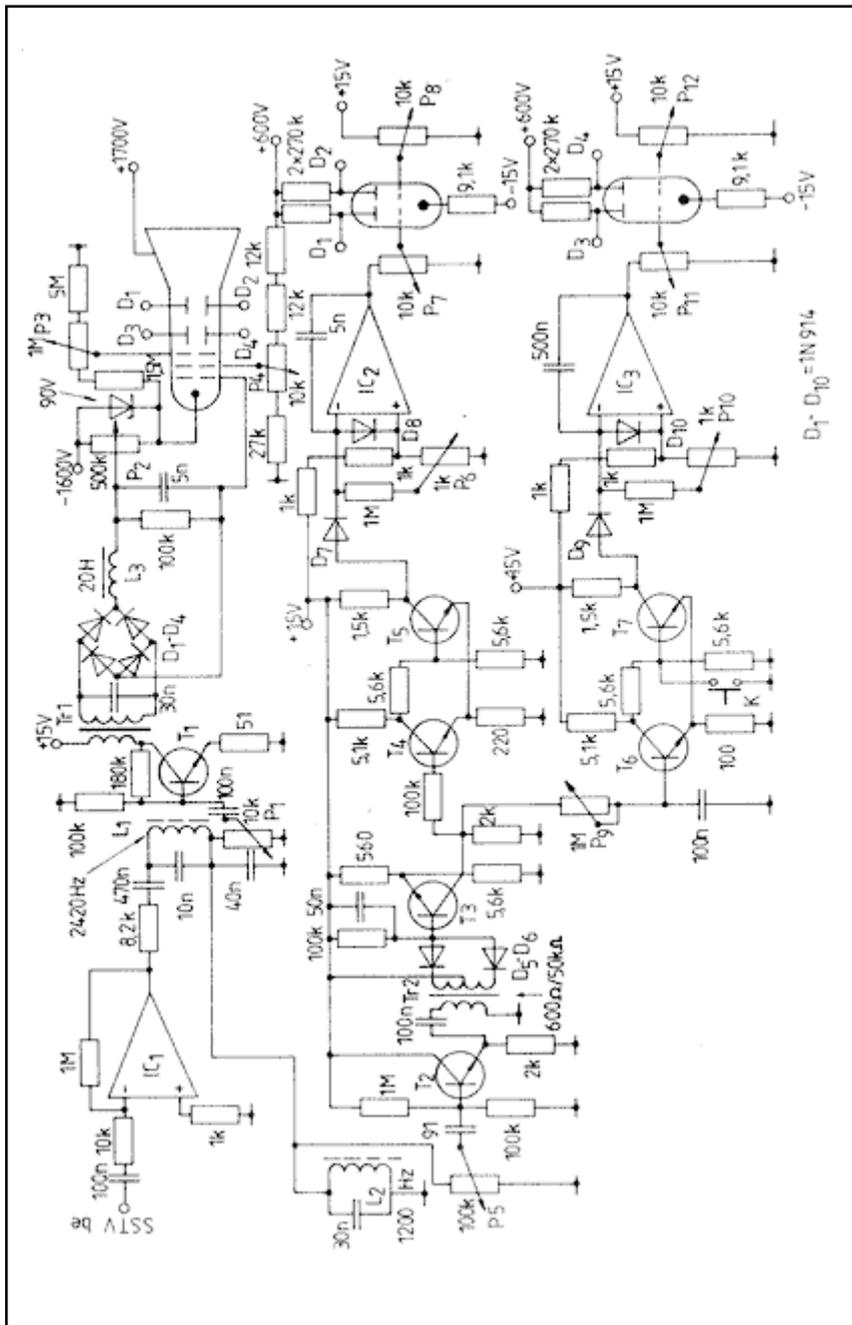 SSTV be
100n
10k
1M
1k
IC1
8,2k
470n
2420Hz
L1
10n
40n
100k
180k
100n
10k
P1
T1
51
+15V
Tr1
30n
D1-D4
20H
L3
100k
5n
-1600V
500k
P2
90V
1,5M
1M P3
5M
D3
D1
D4
D2
+1700V
30n
L2
1200 Hz
100k
P5
91
1M
100k
T2
2k
100n
Tr2
600Ω/50kΩ
D5-D6
100k
50n
560
T3
5,6k
2k
100k
T4
5,1k
5,6k
220
T5
1,5k
5,6k
+15V
D7
1k
1M
1k
1k
P6
D8
IC2
5n
27k
P4
10k
12k
12k
+600V
2×270k
D1
D2
10k
P7
9,1k
-15V
+15V
10k
P8
1M
P9
100n
T6
5,1k
5,6k
100
K
5,6k
T7
1,5k
D9
1k
1M
1k
1k
P10
D10
IC3
500n
10k
P11
+600V
2×270k
D3
D4
9,1k
-15V
+15V
10k
P12
D1- D10=1N914